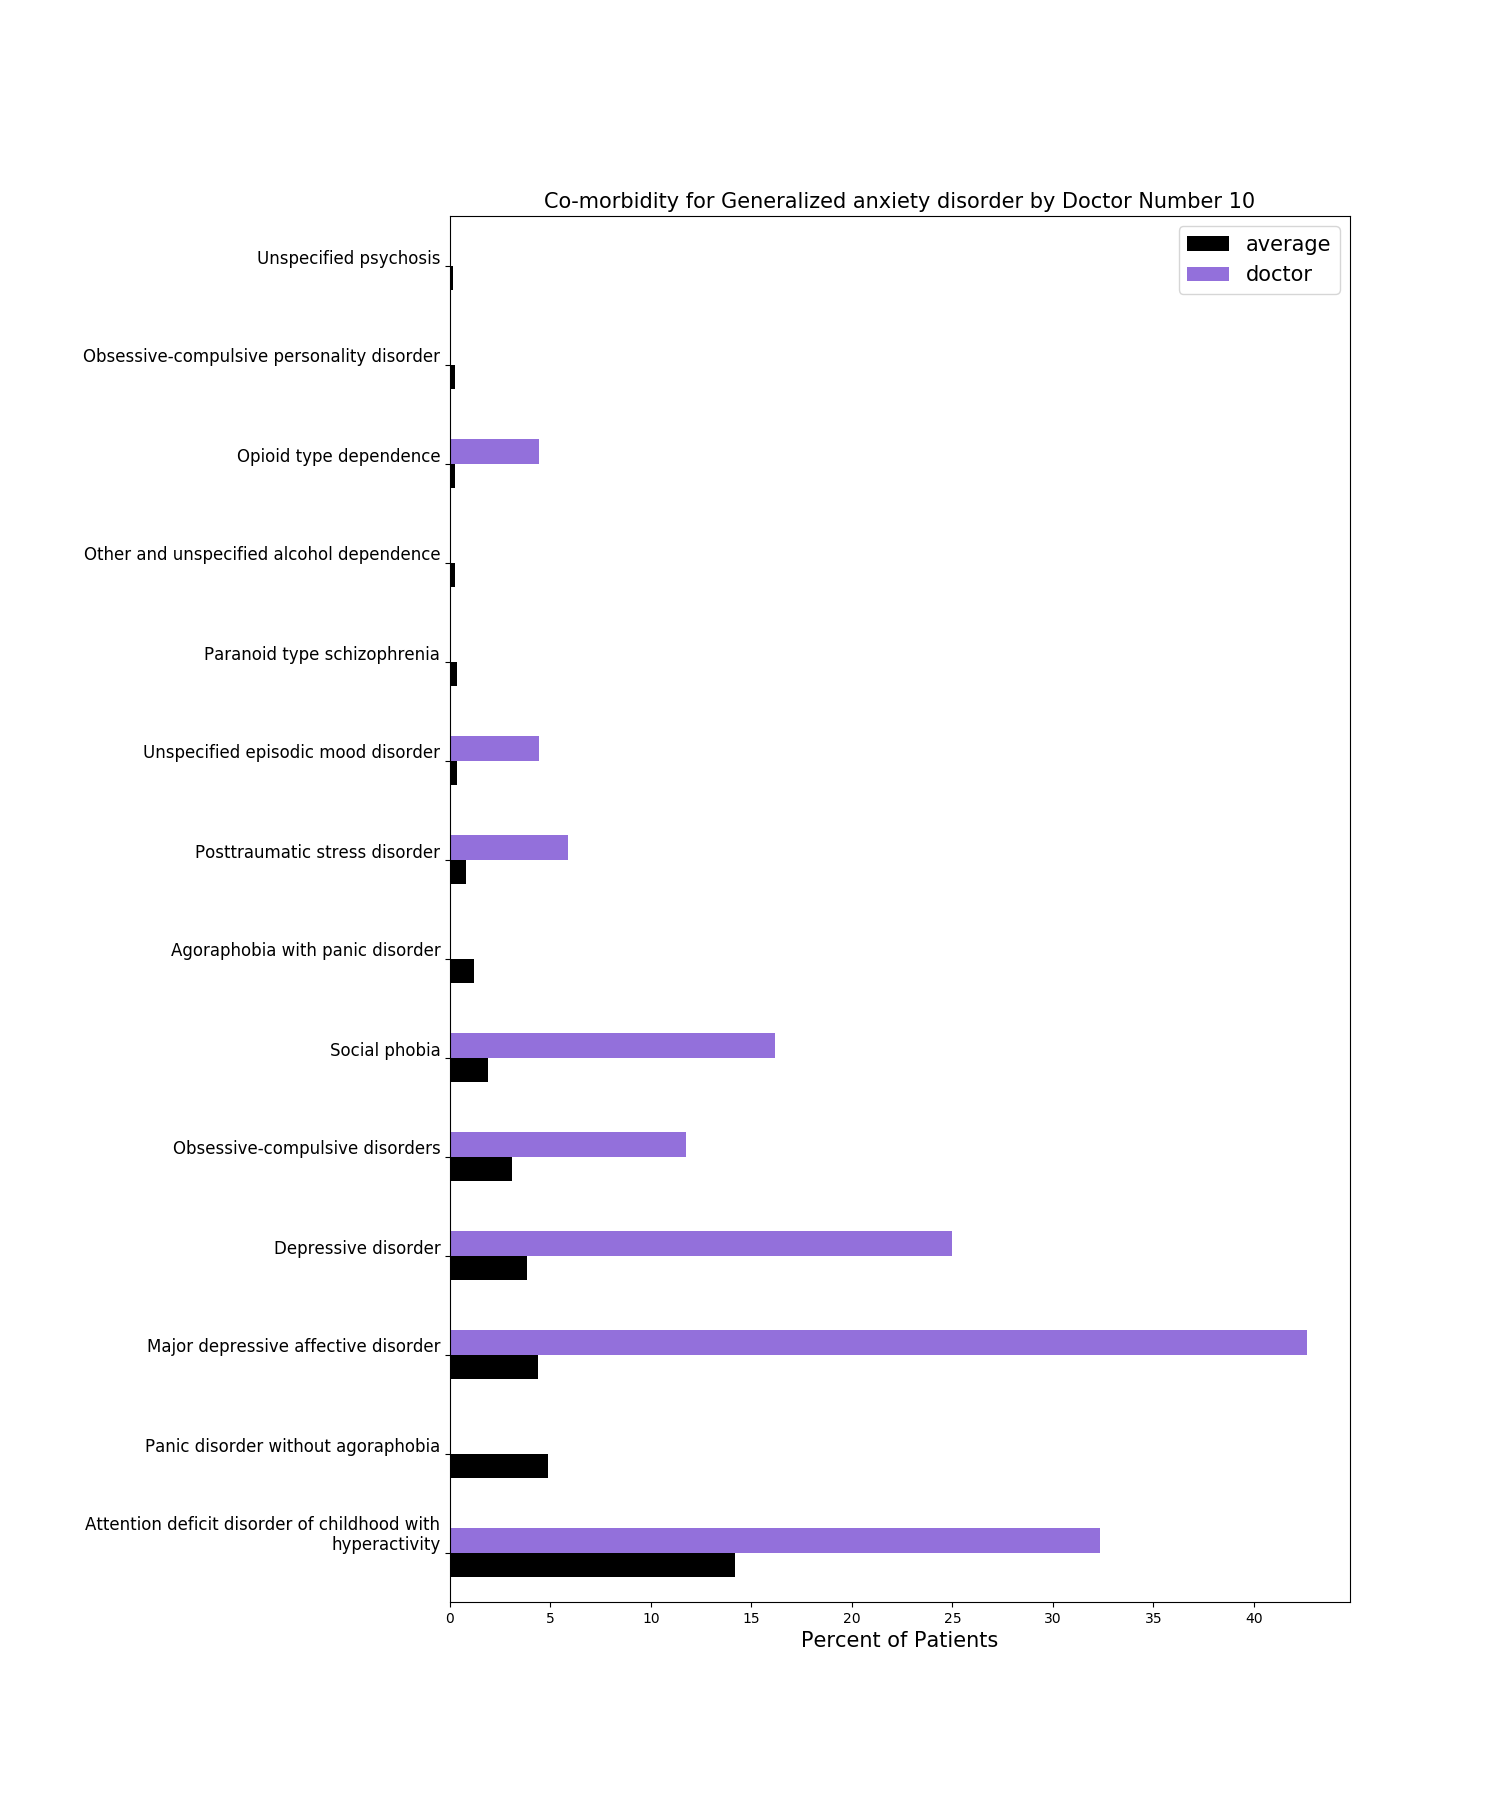 Co-morbidity for Generalized anxiety disorder by Doctor Number 10
average
doctor
Unspecified psychosis
Obsessive-compulsive personality disorder
Opioid type dependence
Other and unspecified alcohol dependence
Paranoid type schizophrenia
Unspecified episodic mood disorder
Posttraumatic stress disorder
Agoraphobia with panic disorder
Social phobia
Obsessive-compulsive disorders
Depressive disorder
Major depressive affective disorder
Panic disorder without agoraphobia
Attention deficit disorder of childhood with
hyperactivity
0 5 10 15 20 25 30 35 40
Percent of Patients